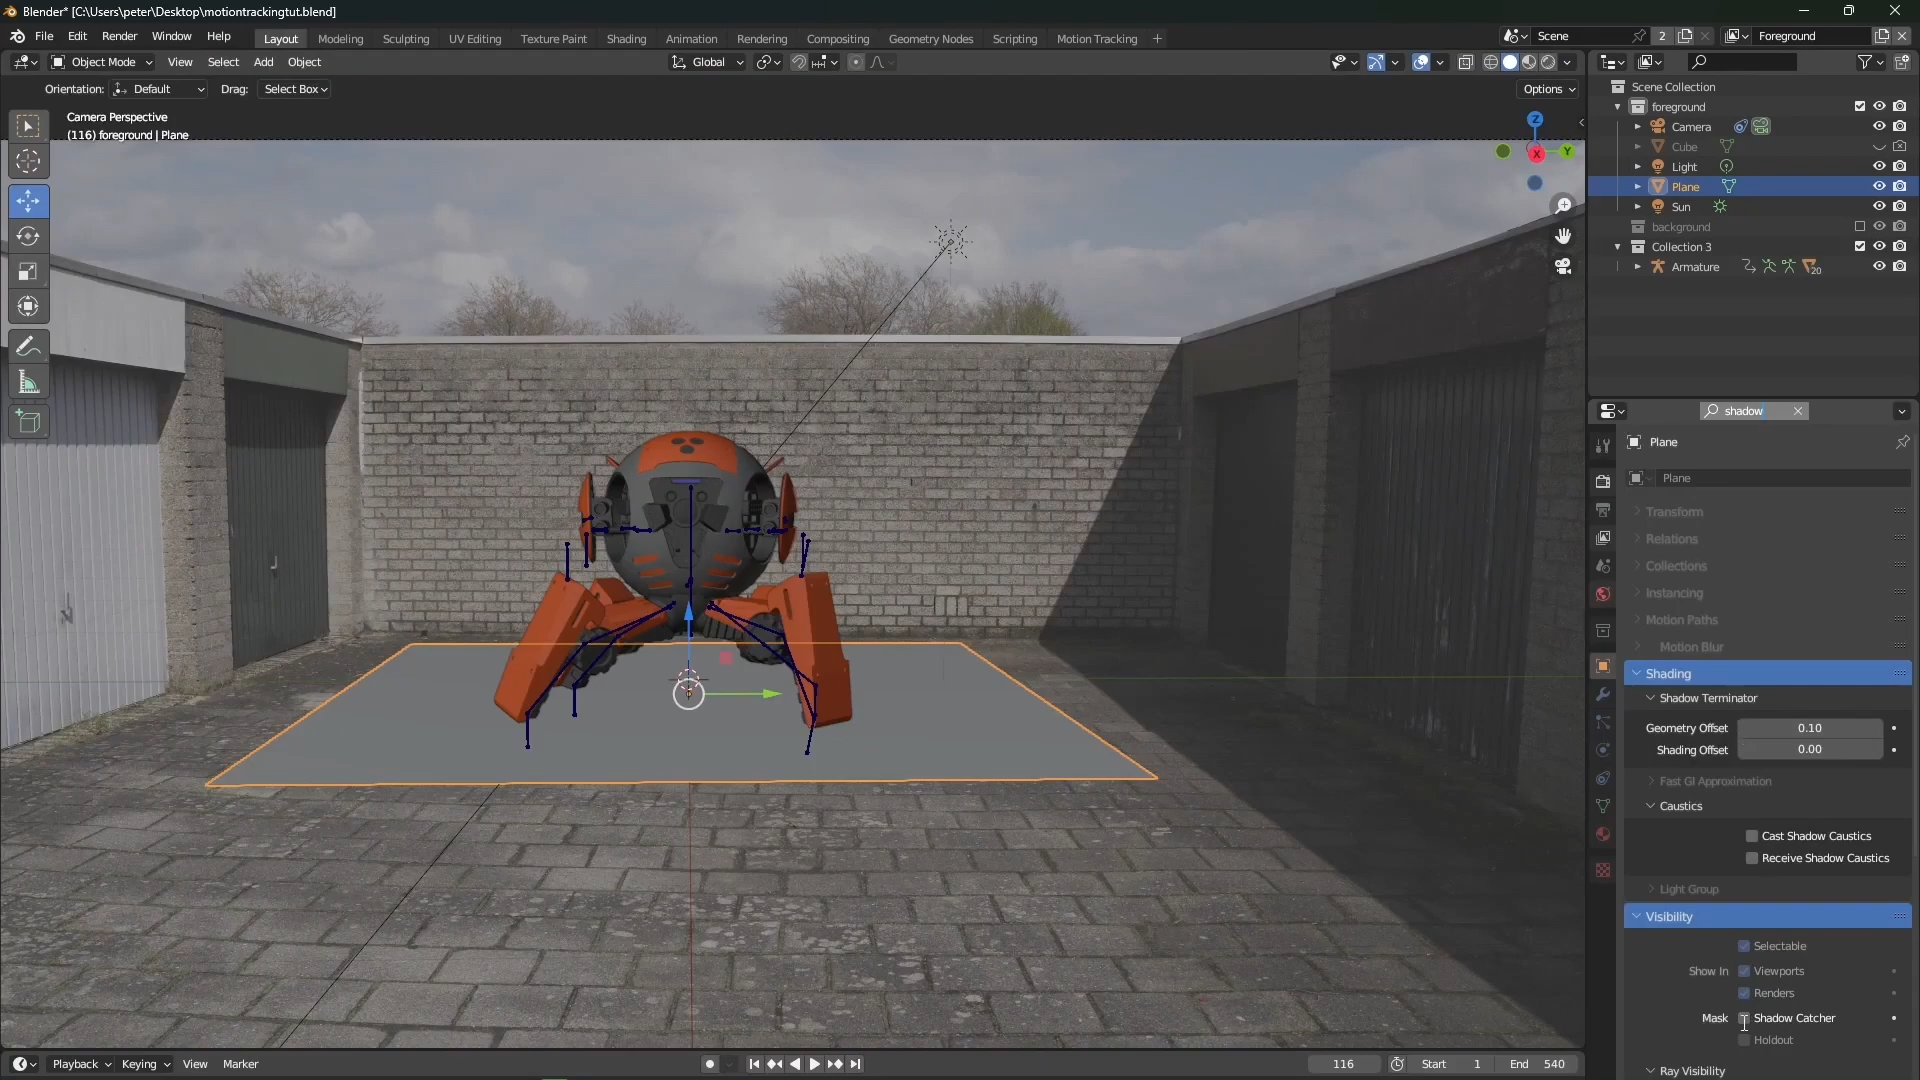 Blender* [C:\Users\peter\Desktop\motiontrackingtut.blend]
File Edit Render Window Help Layout Modeling Sculpting UV Editing Texture Paint Shading Animation Rendering Compositing Geometry Nodes Scripting Motion Tracking + Scene 2 Foreground
Object Mode View Select Add Object Global
Orientation: Default Drag: Select Box Options
Camera Perspective
(116) foreground | Plane
Z
X
Y
Scene Collection
foreground
Camera
Cube
Light
Plane
Sun
background
Collection 3
Armature 20
shadow
Plane
Plane
Transform
Relations
Collections
Instancing
Motion Paths
Motion Blur
Shading
Shadow Terminator
Geometry Offset 0.10
Shading Offset 0.00
Fast GI Approximation
Caustics
Cast Shadow Caustics
Receive Shadow Caustics
Light Group
Visibility
Selectable
Show In Viewports
Renders
Mask Shadow Catcher
Holdout
Ray Visibility
Playback Keying View Marker 116 Start 1 End 540